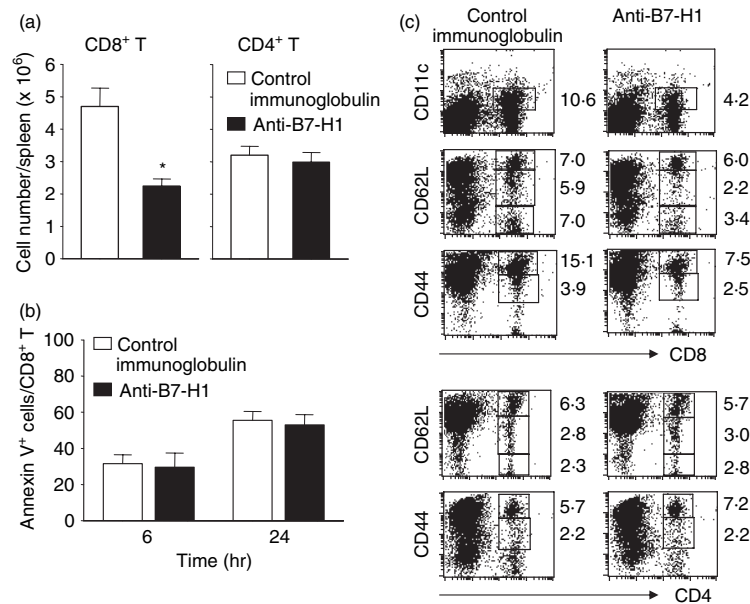 (a)
CD8+ T
CD4+ T
Cell number/spleen (x 10⁶)
6
5
4
3
2
1
0
*
Control
immunoglobulin
Anti-B7-H1
(b)
Annexin V+ cells/CD8+ T
100
80
60
40
20
0
Control
immunoglobulin
Anti-B7-H1
6
24
Time (hr)
(c)
Control
immunoglobulin
Anti-B7-H1
CD11c
10·6
4·2
CD62L
7·0
5·9
7·0
6·0
2·2
3·4
CD44
15·1
3·9
7·5
2·5
CD8
CD62L
6·3
2·8
2·3
5·7
3·0
2·8
CD44
5·7
2·2
7·2
2·2
CD4